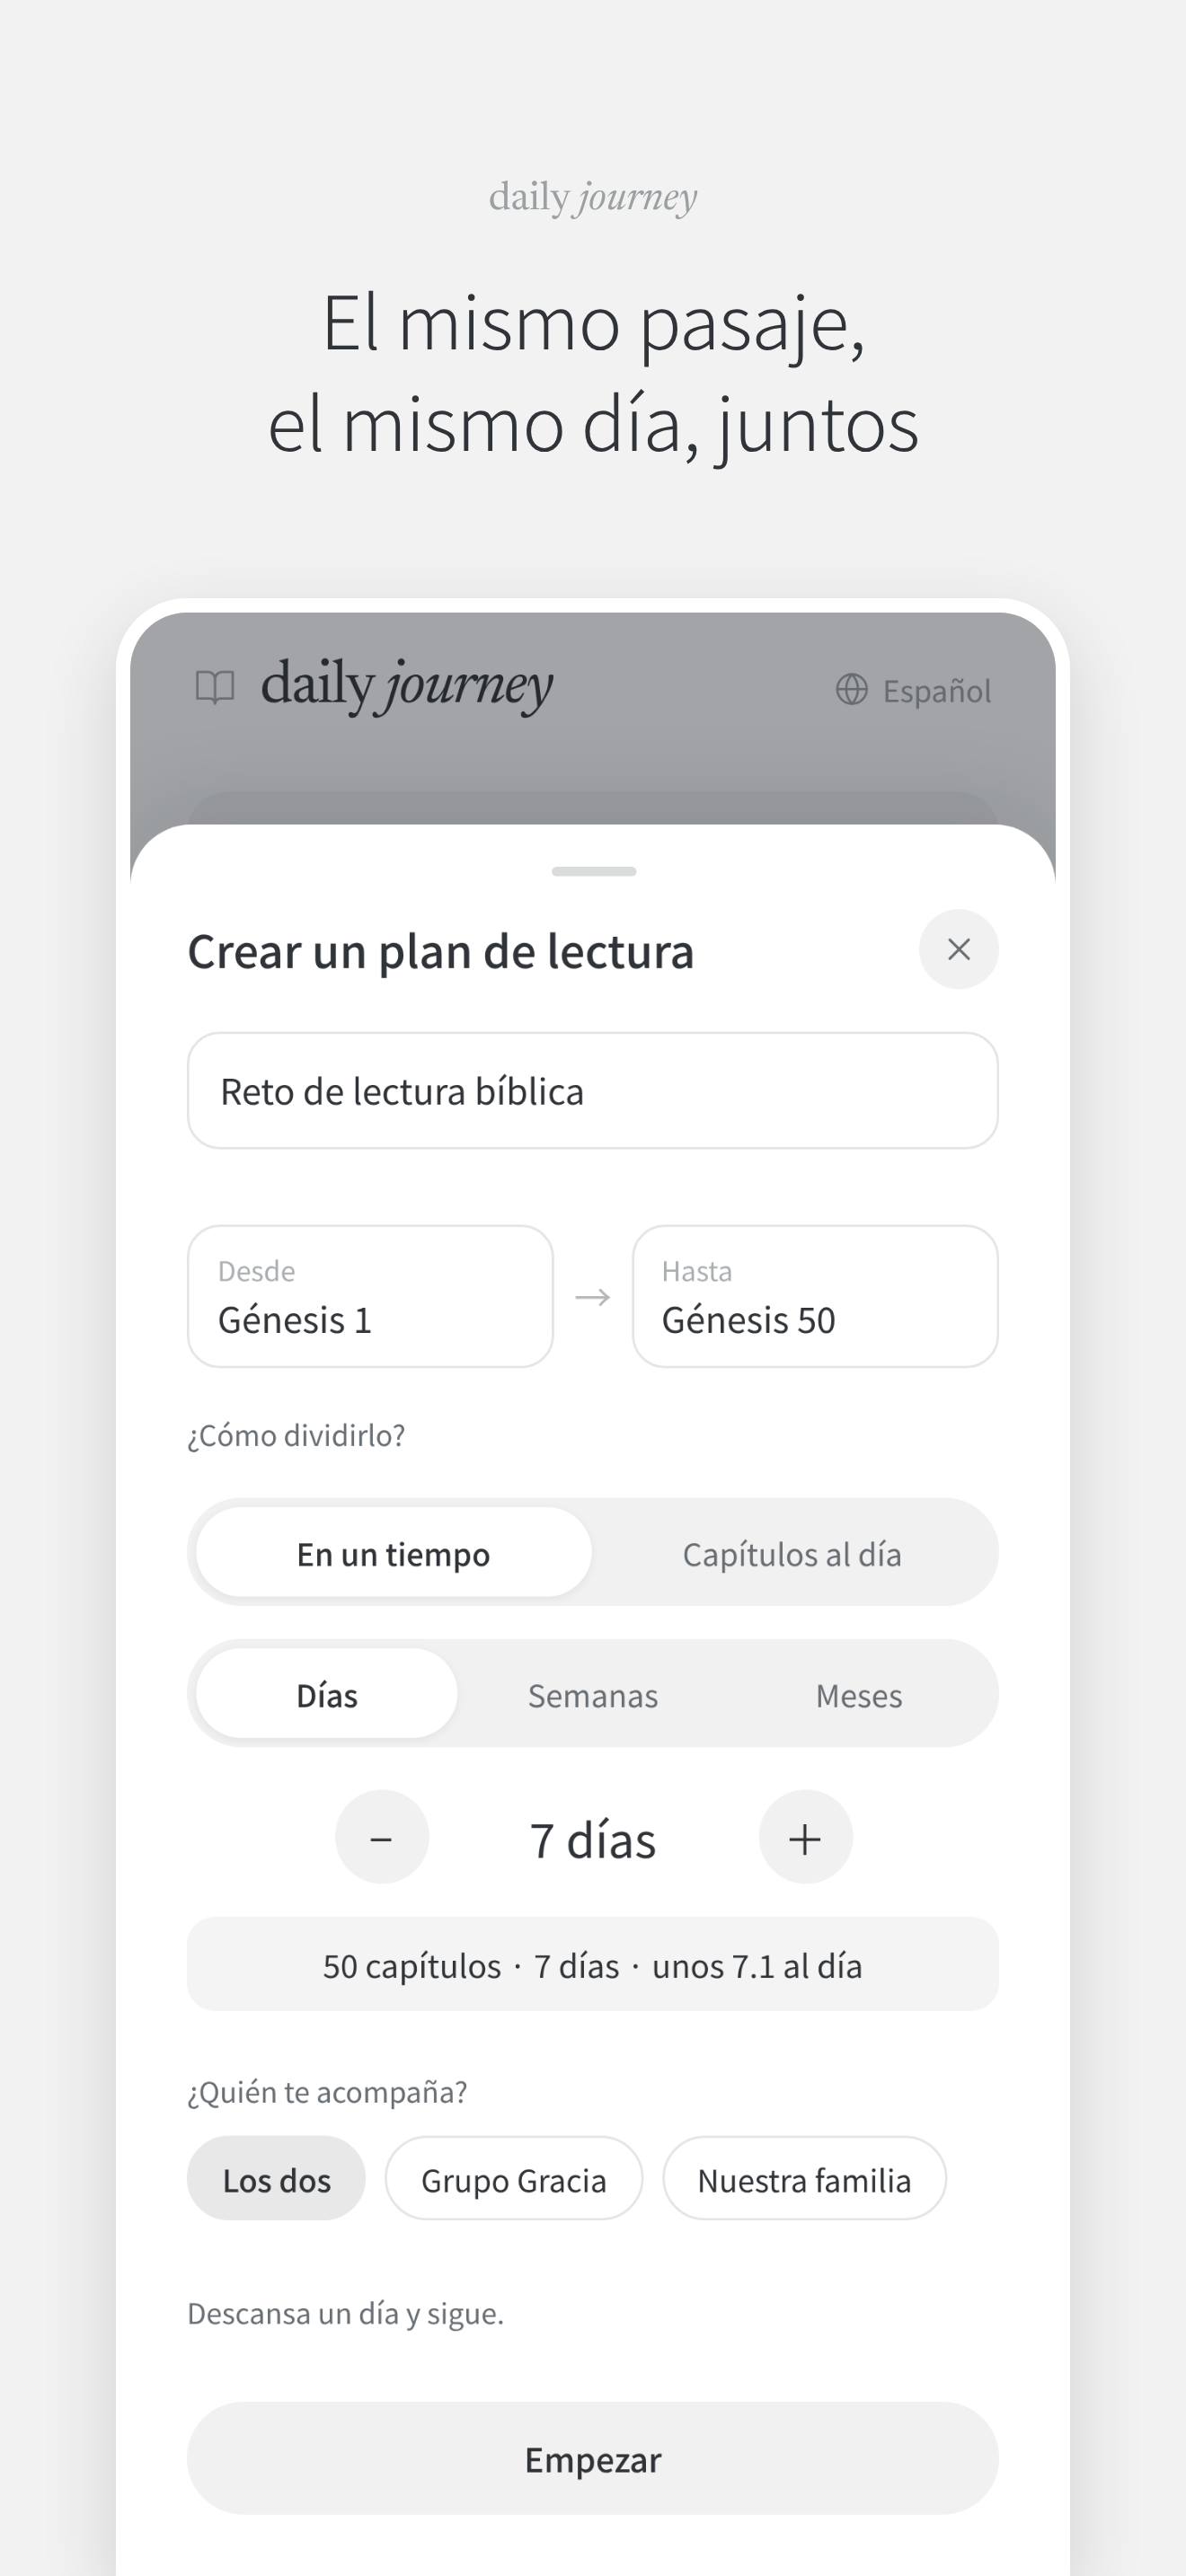 daily journey
El mismo pasaje,
el mismo día, juntos
daily journey
Español
Crear un plan de lectura
Reto de lectura bíblica
Desde
Génesis 1
→
Hasta
Génesis 50
¿Cómo dividirlo?
En un tiempo
Capítulos al día
Días
Semanas
Meses
−
7 días
+
50 capítulos · 7 días · unos 7.1 al día
¿Quién te acompaña?
Los dos
Grupo Gracia
Nuestra familia
Descansa un día y sigue.
Empezar